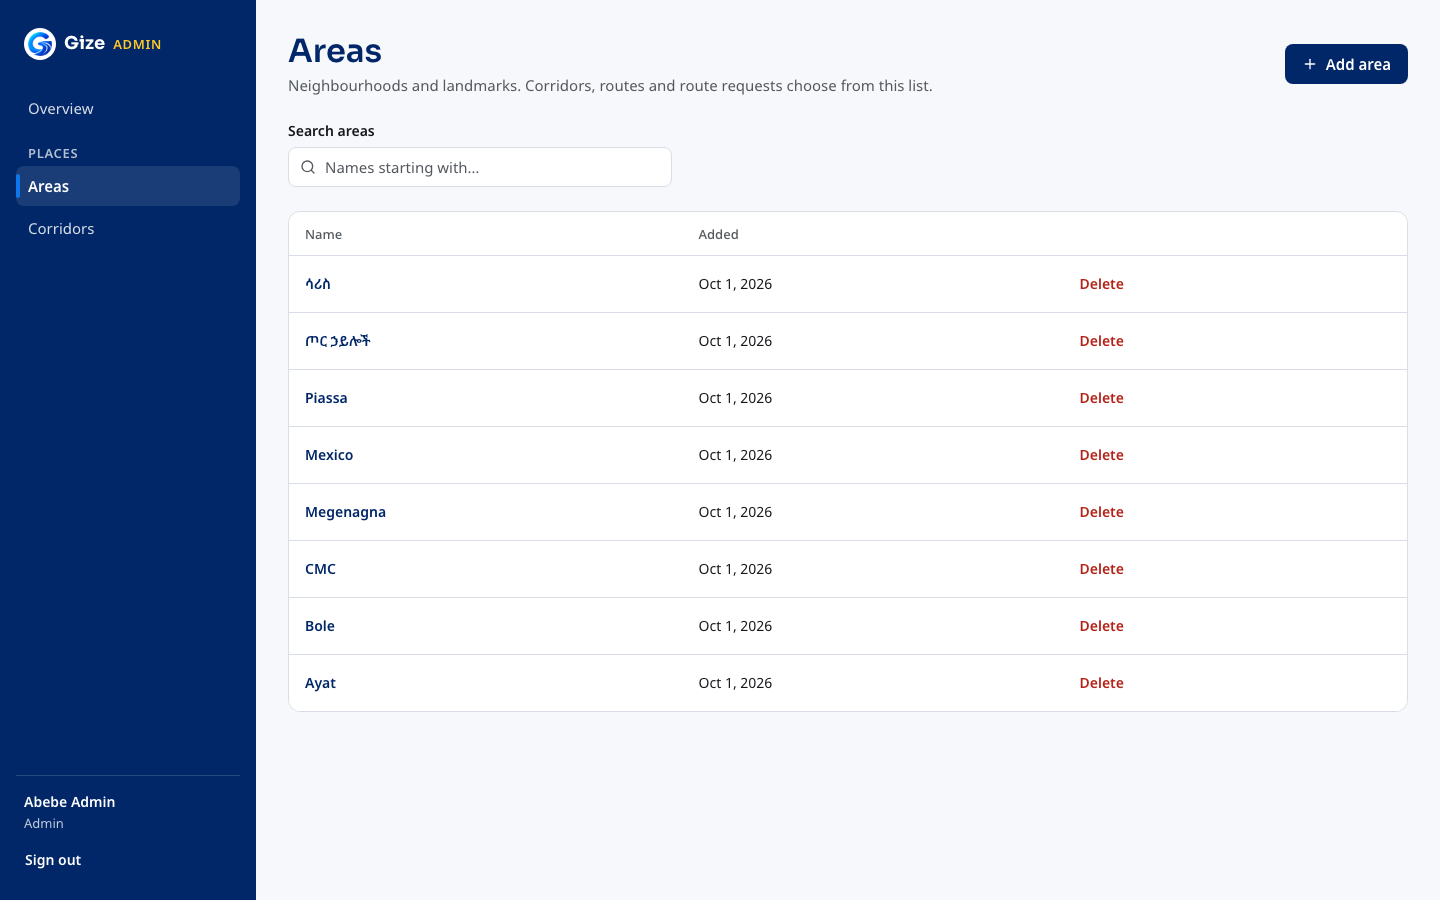 Gize ADMIN
Overview
PLACES
Areas
Corridors
Abebe Admin
Admin
Sign out
Areas
Neighbourhoods and landmarks. Corridors, routes and route requests choose from this list.
+ Add area
Search areas
Names starting with...
Name Added
ሳሪስ Oct 1, 2026 Delete
ጦር ኃይሎች Oct 1, 2026 Delete
Piassa Oct 1, 2026 Delete
Mexico Oct 1, 2026 Delete
Megenagna Oct 1, 2026 Delete
CMC Oct 1, 2026 Delete
Bole Oct 1, 2026 Delete
Ayat Oct 1, 2026 Delete